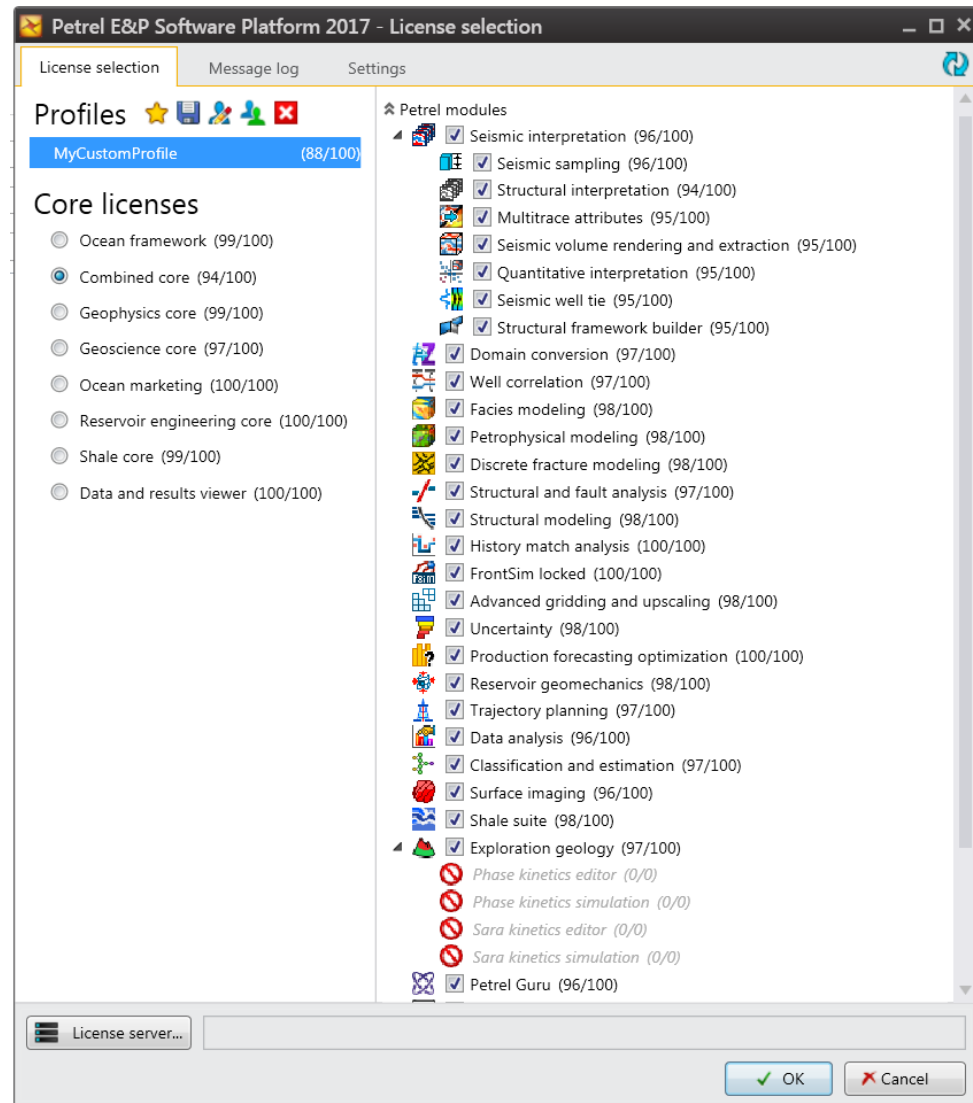 Petrel E&P Software Platform 2017 - License selection
License selection
Message log
Settings
Profiles
MyCustomProfile (88/100)
Core licenses
Ocean framework (99/100)
Combined core (94/100)
Geophysics core (99/100)
Geoscience core (97/100)
Ocean marketing (100/100)
Reservoir engineering core (100/100)
Shale core (99/100)
Data and results viewer (100/100)
Petrel modules
Seismic interpretation (96/100)
Seismic sampling (96/100)
Structural interpretation (94/100)
Multitrace attributes (95/100)
Seismic volume rendering and extraction (95/100)
Quantitative interpretation (95/100)
Seismic well tie (95/100)
Structural framework builder (95/100)
Domain conversion (97/100)
Well correlation (97/100)
Facies modeling (98/100)
Petrophysical modeling (98/100)
Discrete fracture modeling (98/100)
Structural and fault analysis (97/100)
Structural modeling (98/100)
History match analysis (100/100)
FrontSim locked (100/100)
Advanced gridding and upscaling (98/100)
Uncertainty (98/100)
Production forecasting optimization (100/100)
Reservoir geomechanics (98/100)
Trajectory planning (97/100)
Data analysis (96/100)
Classification and estimation (97/100)
Surface imaging (96/100)
Shale suite (98/100)
Exploration geology (97/100)
Phase kinetics editor (0/0)
Phase kinetics simulation (0/0)
Sara kinetics editor (0/0)
Sara kinetics simulation (0/0)
Petrel Guru (96/100)
License server...
OK
Cancel